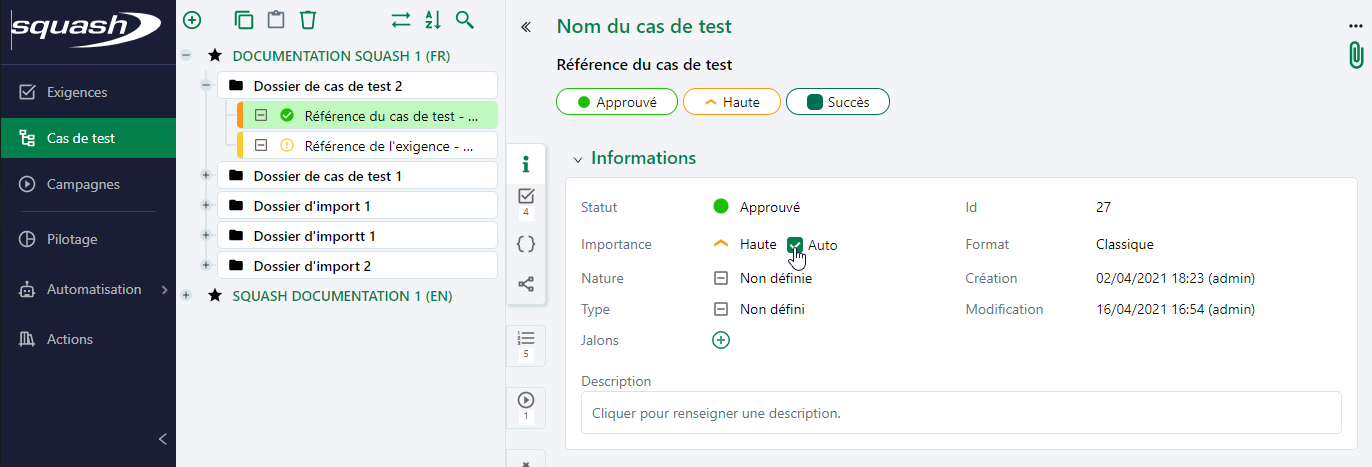 squash
Exigences
Cas de test
Campagnes
Pilotage
Automatisation
Actions
DOCUMENTATION SQUASH 1 (FR)
Dossier de cas de test 2
Référence du cas de test - ...
Référence de l'exigence - ...
Dossier de cas de test 1
Dossier d'import 1
Dossier d'importt 1
Dossier d'import 2
SQUASH DOCUMENTATION 1 (EN)
4
5
1
Nom du cas de test
Référence du cas de test
Approuvé Haute Succès
Informations
Statut Approuvé Id 27
Importance Haute Auto Format Classique
Nature Non définie Création 02/04/2021 18:23 (admin)
Type Non défini Modification 16/04/2021 16:54 (admin)
Jalons
Description
Cliquer pour renseigner une description.